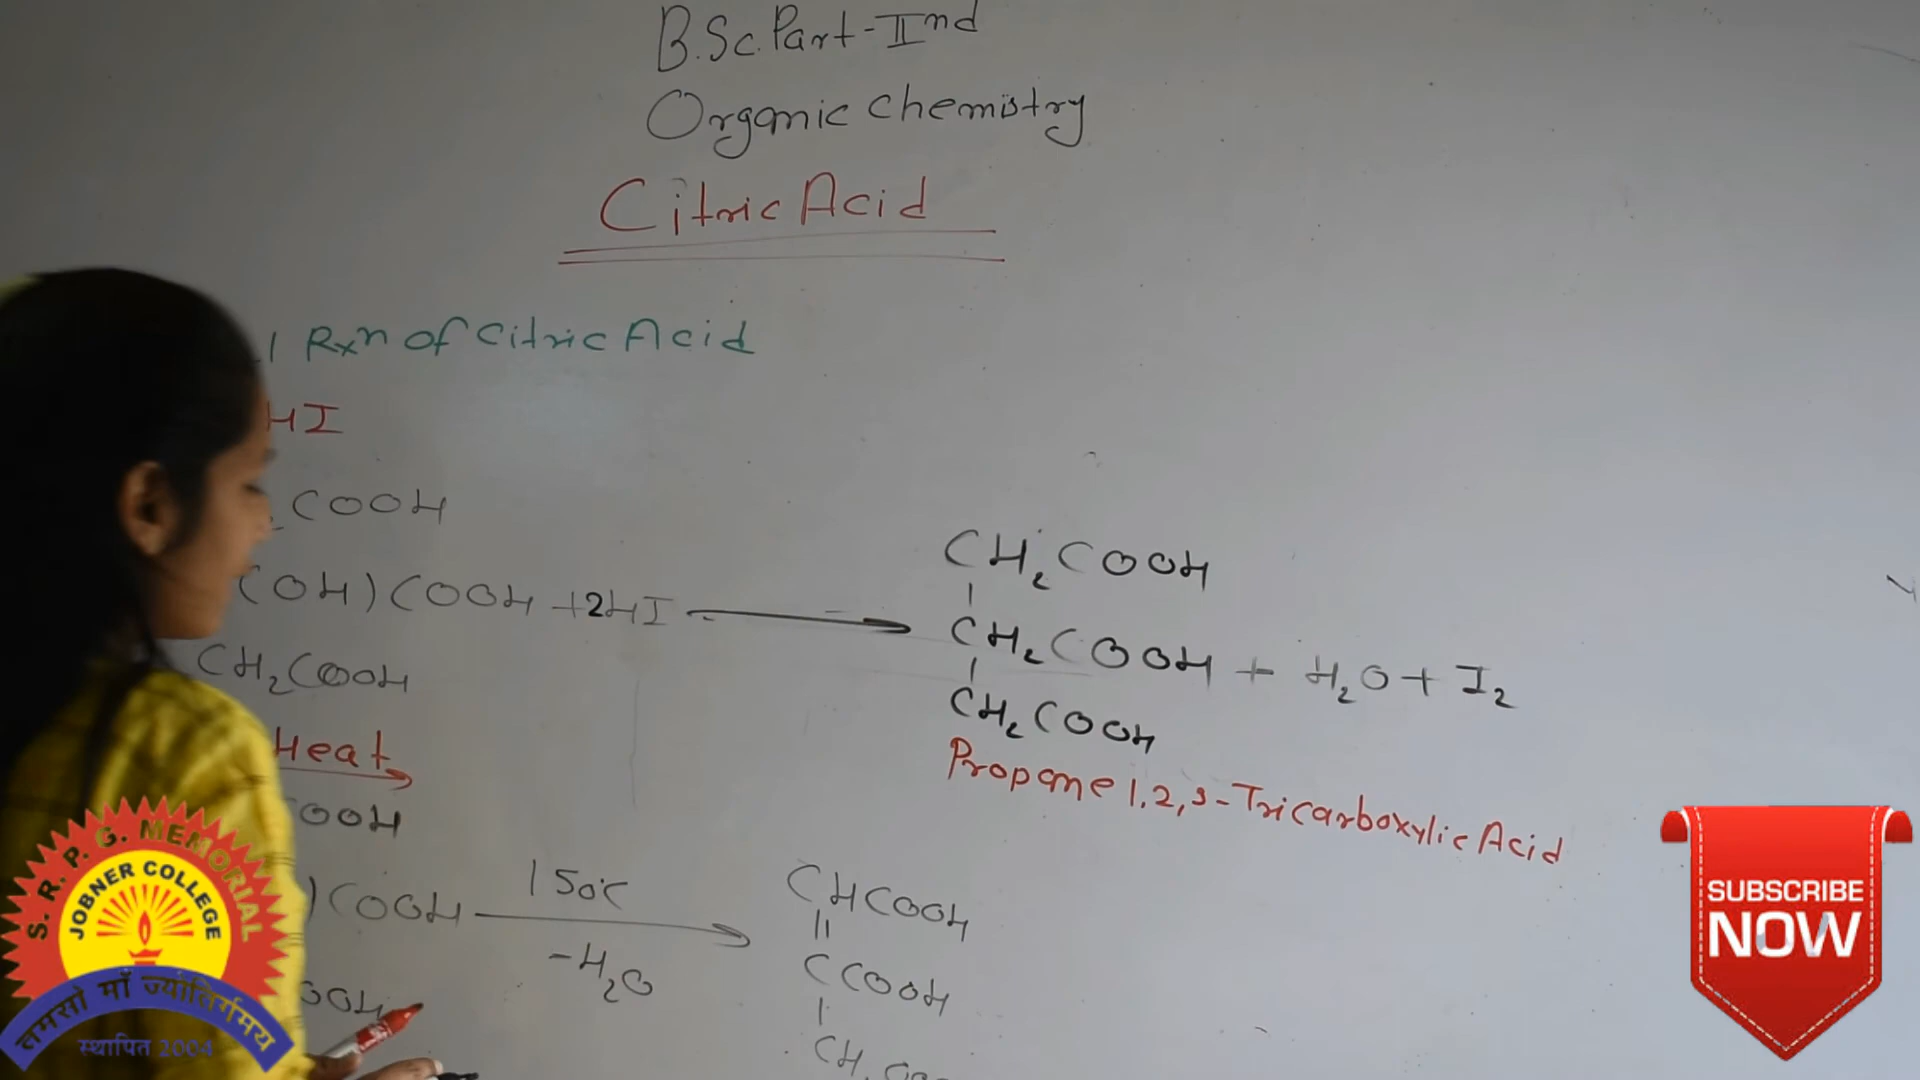 B.Sc. Part-IInd
Organic Chemistry
Citric Acid
l Rxn of Citric Acid
HI
COOH
(OH)COOH + 2HI
CH2COOH
CH2COOH
CH2COOH + H2O + I2
CH2COOH
Propane 1,2,3-Tricarboxylic Acid
Heat
COOH
)COOH
150°C
-H2O
OOH
CHCOOH
||
CCOOH
CH
S. R. P. G. MEMORIAL
JOBNER COLLEGE
तमसो माँ ज्योतिर्गमय
स्थापित 2004
SUBSCRIBE
NOW